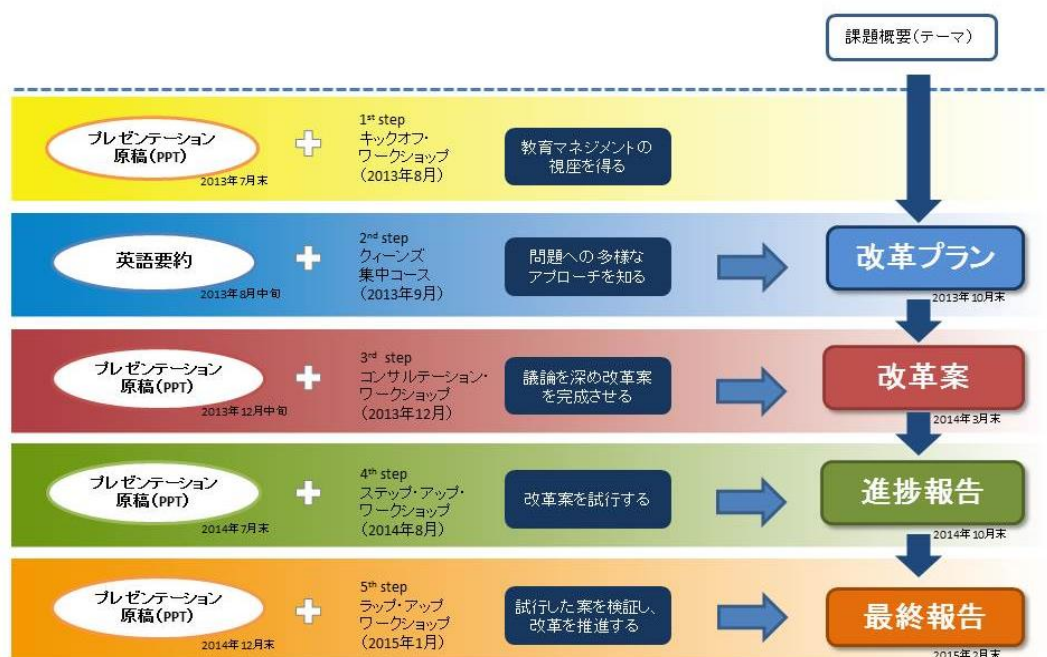 課題概要(テーマ)
プレゼンテーション
原稿(PPT)
2013年7月末
1st step
キックオフ・
ワークショップ
(2013年8月)
教育マネジメントの
視座を得る
英語要約
2013年8月中旬
2nd step
クィーンズ
集中コース
(2013年9月)
問題への多様な
アプローチを知る
改革プラン
2013年10月末
プレゼンテーション
原稿(PPT)
2013年12月中旬
3rd step
コンサルテーション・
ワークショップ
(2013年12月)
議論を深め改革案
を完成させる
改革案
2014年3月末
プレゼンテーション
原稿(PPT)
2014年7月末
4th step
ステップ・アップ・
ワークショップ
(2014年8月)
改革案を試行する
進捗報告
2014年10月末
プレゼンテーション
原稿(PPT)
2014年12月末
5th step
ラップ・アップ
ワークショップ
(2015年1月)
試行した案を検証し、
改革を推進する
最終報告
2015年2月末